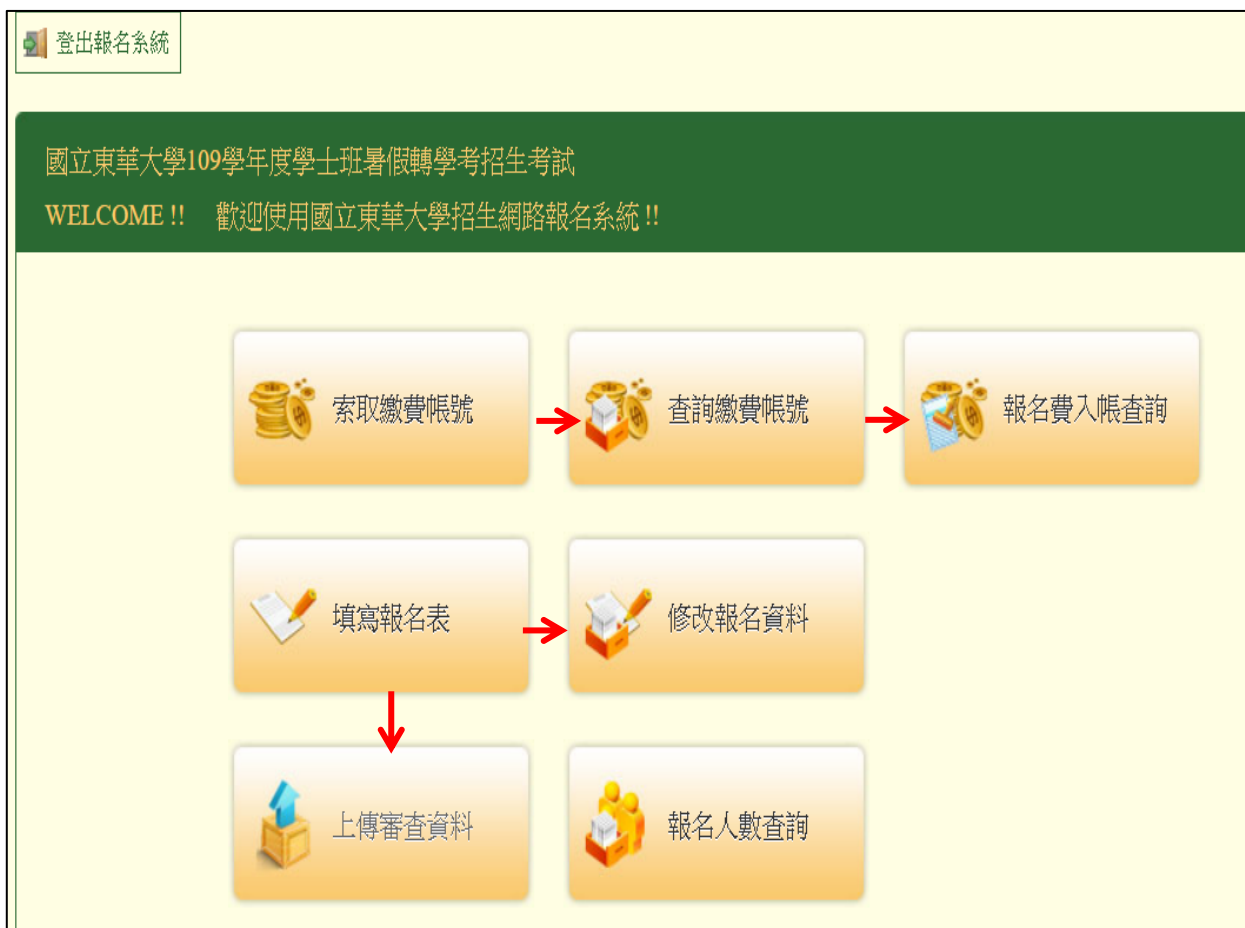 登出報名系統
國立東華大學109學年度學士班暑假轉學考招生考試
WELCOME !! 歡迎使用國立東華大學招生網路報名系統 !!
索取繳費帳號
查詢繳費帳號
報名費入帳查詢
填寫報名表
修改報名資料
上傳審查資料
報名人數查詢